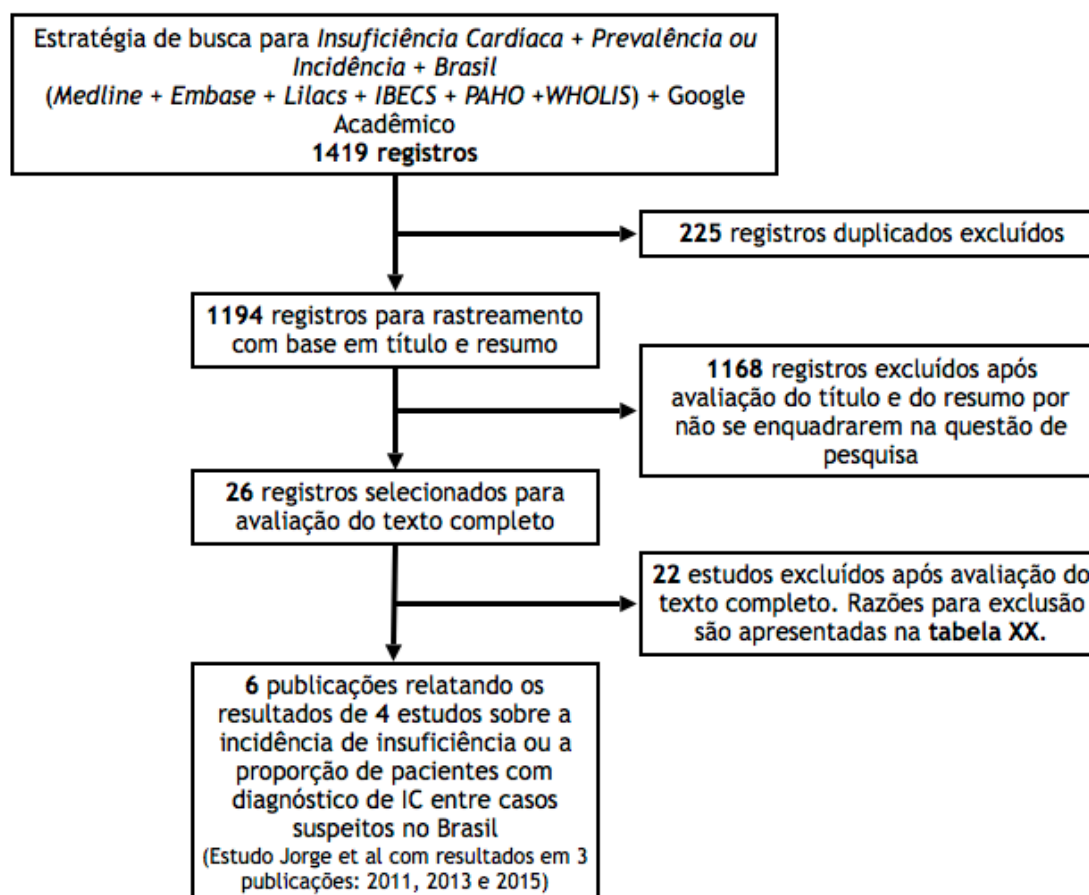 Estratégia de busca para Insuficiência Cardíaca + Prevalência ou
Incidência + Brasil
(Medline + Embase + Lilacs + IBECS + PAHO +WHOLIS) + Google
Acadêmico
1419 registros
225 registros duplicados excluídos
1194 registros para rastreamento
com base em título e resumo
1168 registros excluídos após
avaliação do título e do resumo por
não se enquadrarem na questão de
pesquisa
26 registros selecionados para
avaliação do texto completo
22 estudos excluídos após avaliação do
texto completo. Razões para exclusão
são apresentadas na tabela XX.
6 publicações relatando os
resultados de 4 estudos sobre a
incidência de insuficiência ou a
proporção de pacientes com
diagnóstico de IC entre casos
suspeitos no Brasil
(Estudo Jorge et al com resultados em 3
publicações: 2011, 2013 e 2015)